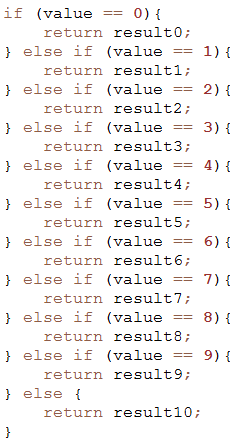 if (value == 0){
    return result0;
} else if (value == 1){
    return result1;
} else if (value == 2){
    return result2;
} else if (value == 3){
    return result3;
} else if (value == 4){
    return result4;
} else if (value == 5){
    return result5;
} else if (value == 6){
    return result6;
} else if (value == 7){
    return result7;
} else if (value == 8){
    return result8;
} else if (value == 9){
    return result9;
} else {
    return result10;
}